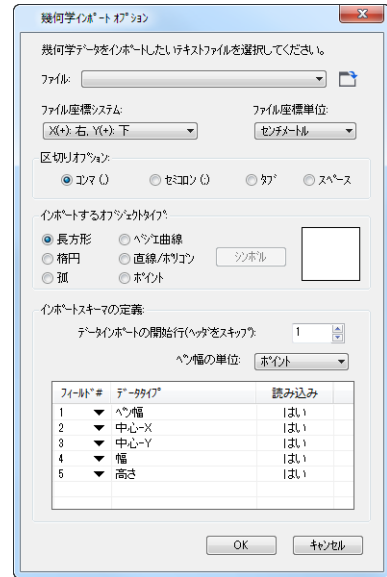 幾何学ｲﾝﾎﾟｰﾄ ｵﾌﾟｼｮﾝ
幾何学ﾃﾞｰﾀをｲﾝﾎﾟｰﾄしたいﾃｷｽﾄﾌｧｲﾙを選択してください。
ﾌｧｲﾙ:
ﾌｧｲﾙ座標ｼｽﾃﾑ: ﾌｧｲﾙ座標単位:
X(+): 右, Y(+): 下 ｾﾝﾁﾒｰﾄﾙ
区切りｵﾌﾟｼｮﾝ:
ｺﾝﾏ (,) ｾﾐｺﾛﾝ (;) ﾀﾌﾞ ｽﾍﾟｰｽ
ｲﾝﾎﾟｰﾄするｵﾌﾞｼﾞｪｸﾄﾀｲﾌﾟ:
長方形 ﾍﾞｼﾞｴ曲線
楕円 直線/ﾎﾟﾘｺﾞﾝ ｼﾝﾎﾞﾙ
弧 ﾎﾟｲﾝﾄ
ｲﾝﾎﾟｰﾄｽｷｰﾏの定義:
ﾃﾞｰﾀｲﾝﾎﾟｰﾄの開始行(ﾍｯﾀﾞをｽｷｯﾌﾟ): 1
ﾍﾟﾝ幅の単位: ﾎﾟｲﾝﾄ
ﾌｨｰﾙﾄﾞ# ﾃﾞｰﾀﾀｲﾌﾟ 読み込み
1 ﾍﾟﾝ幅 はい
2 中心-X はい
3 中心-Y はい
4 幅 はい
5 高さ はい
OK ｷｬﾝｾﾙ